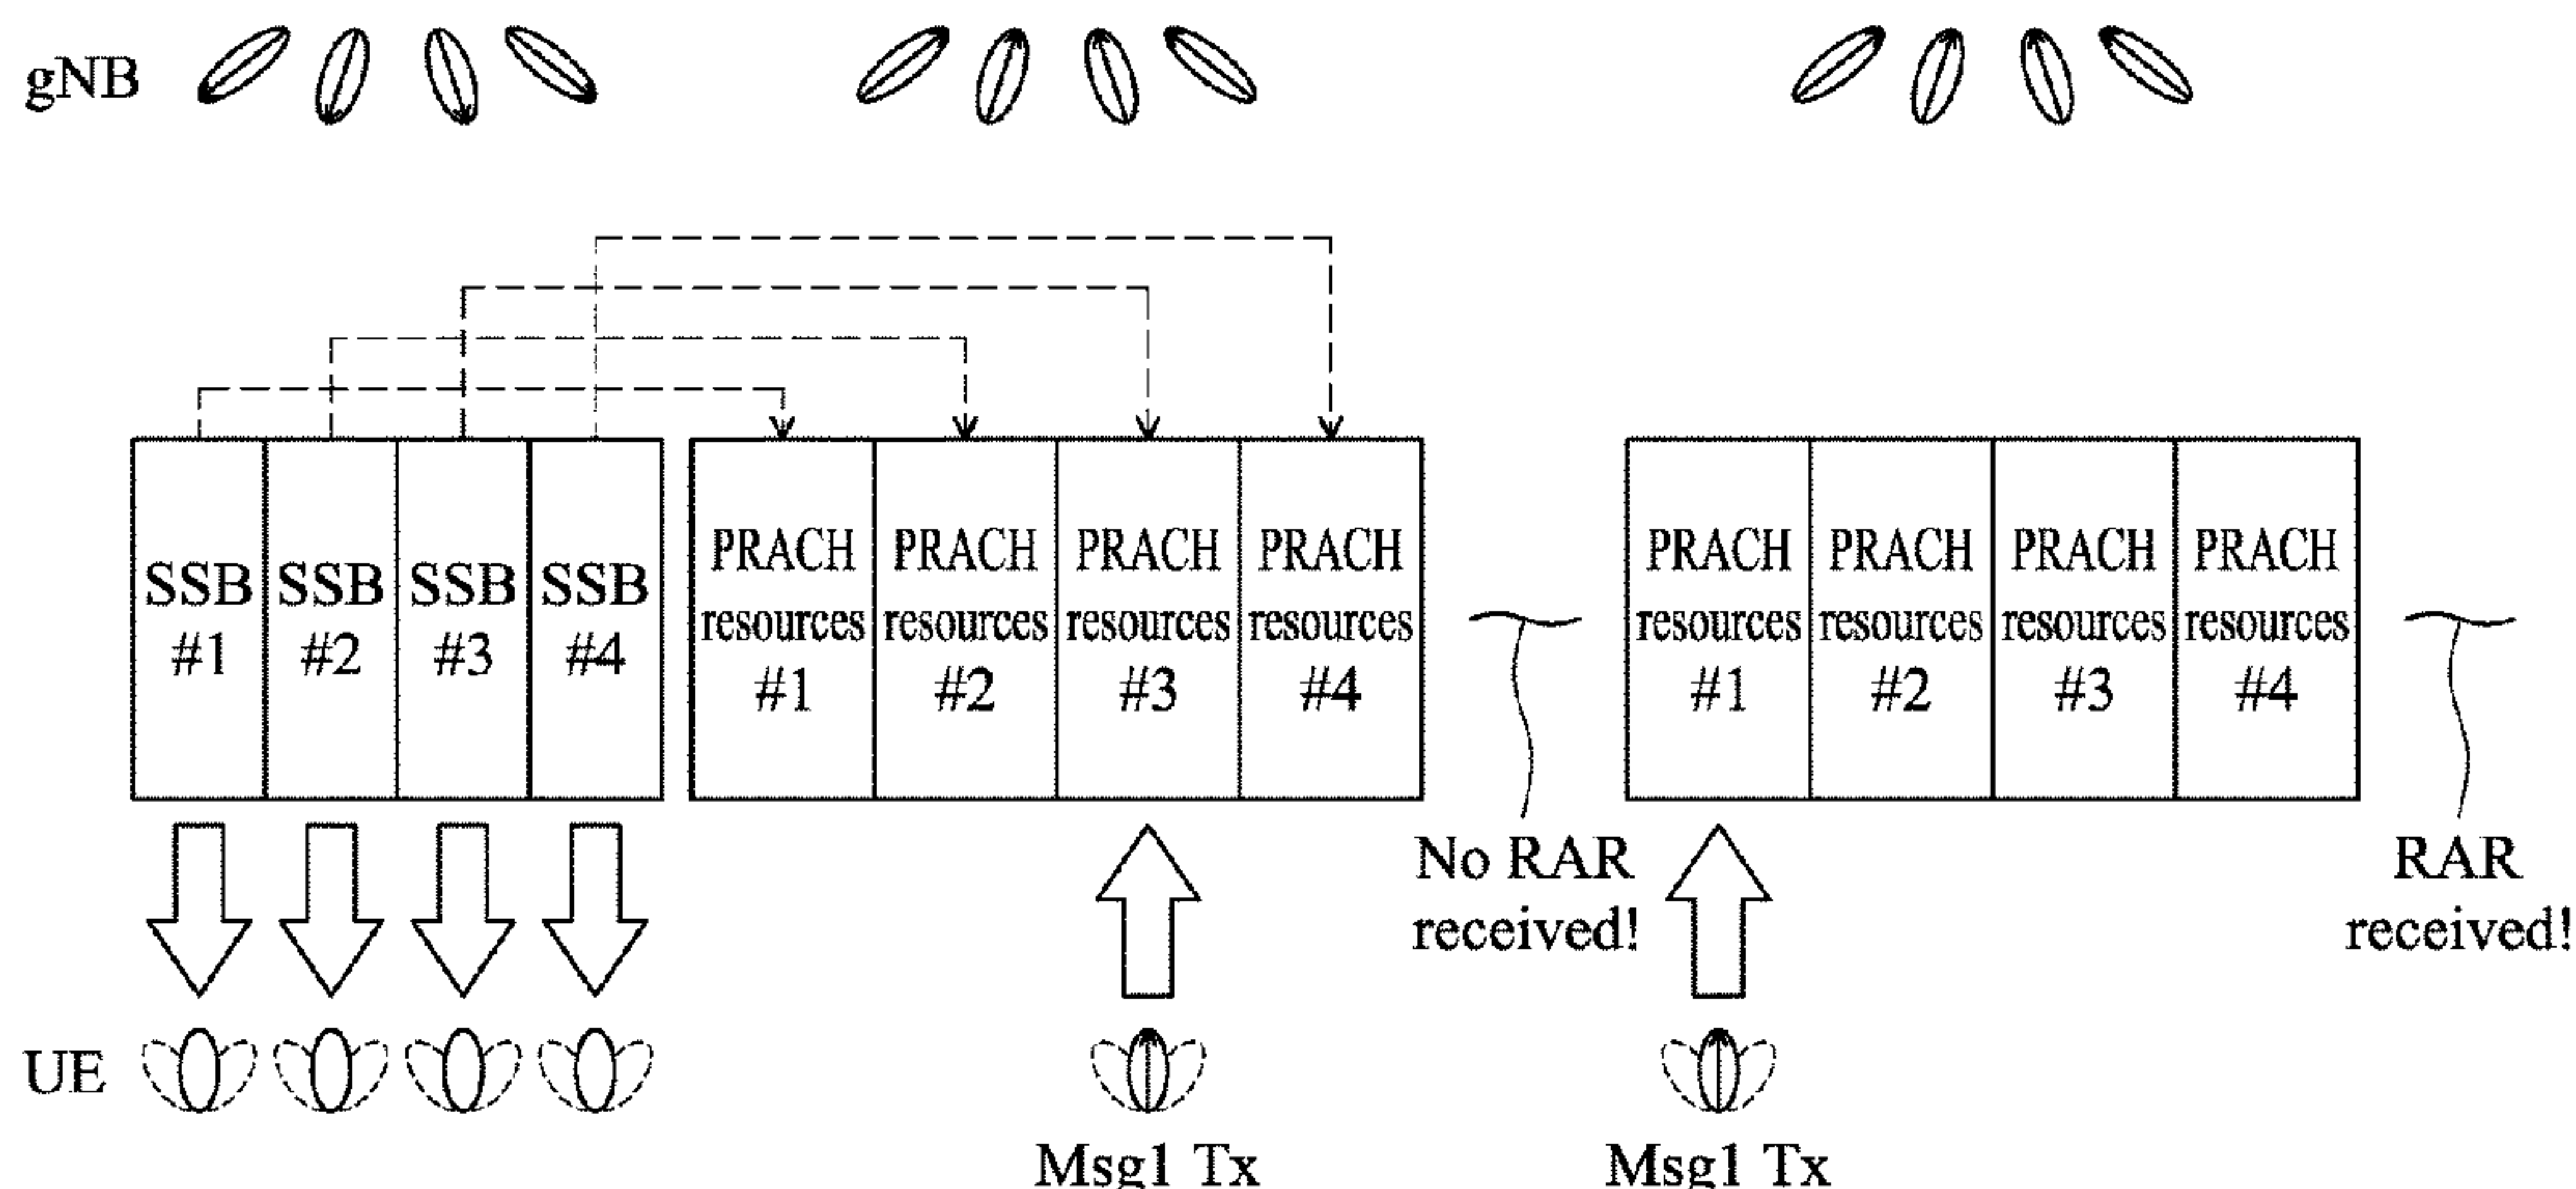 gNB
SSB
#1
SSB
#2
SSB
#3
SSB
#4
PRACH
resources
#1
PRACH
resources
#2
PRACH
resources
#3
PRACH
resources
#4
No RAR
received!
PRACH
resources
#1
PRACH
resources
#2
PRACH
resources
#3
PRACH
resources
#4
RAR
received!
UE
Msg1 Tx
Msg1 Tx